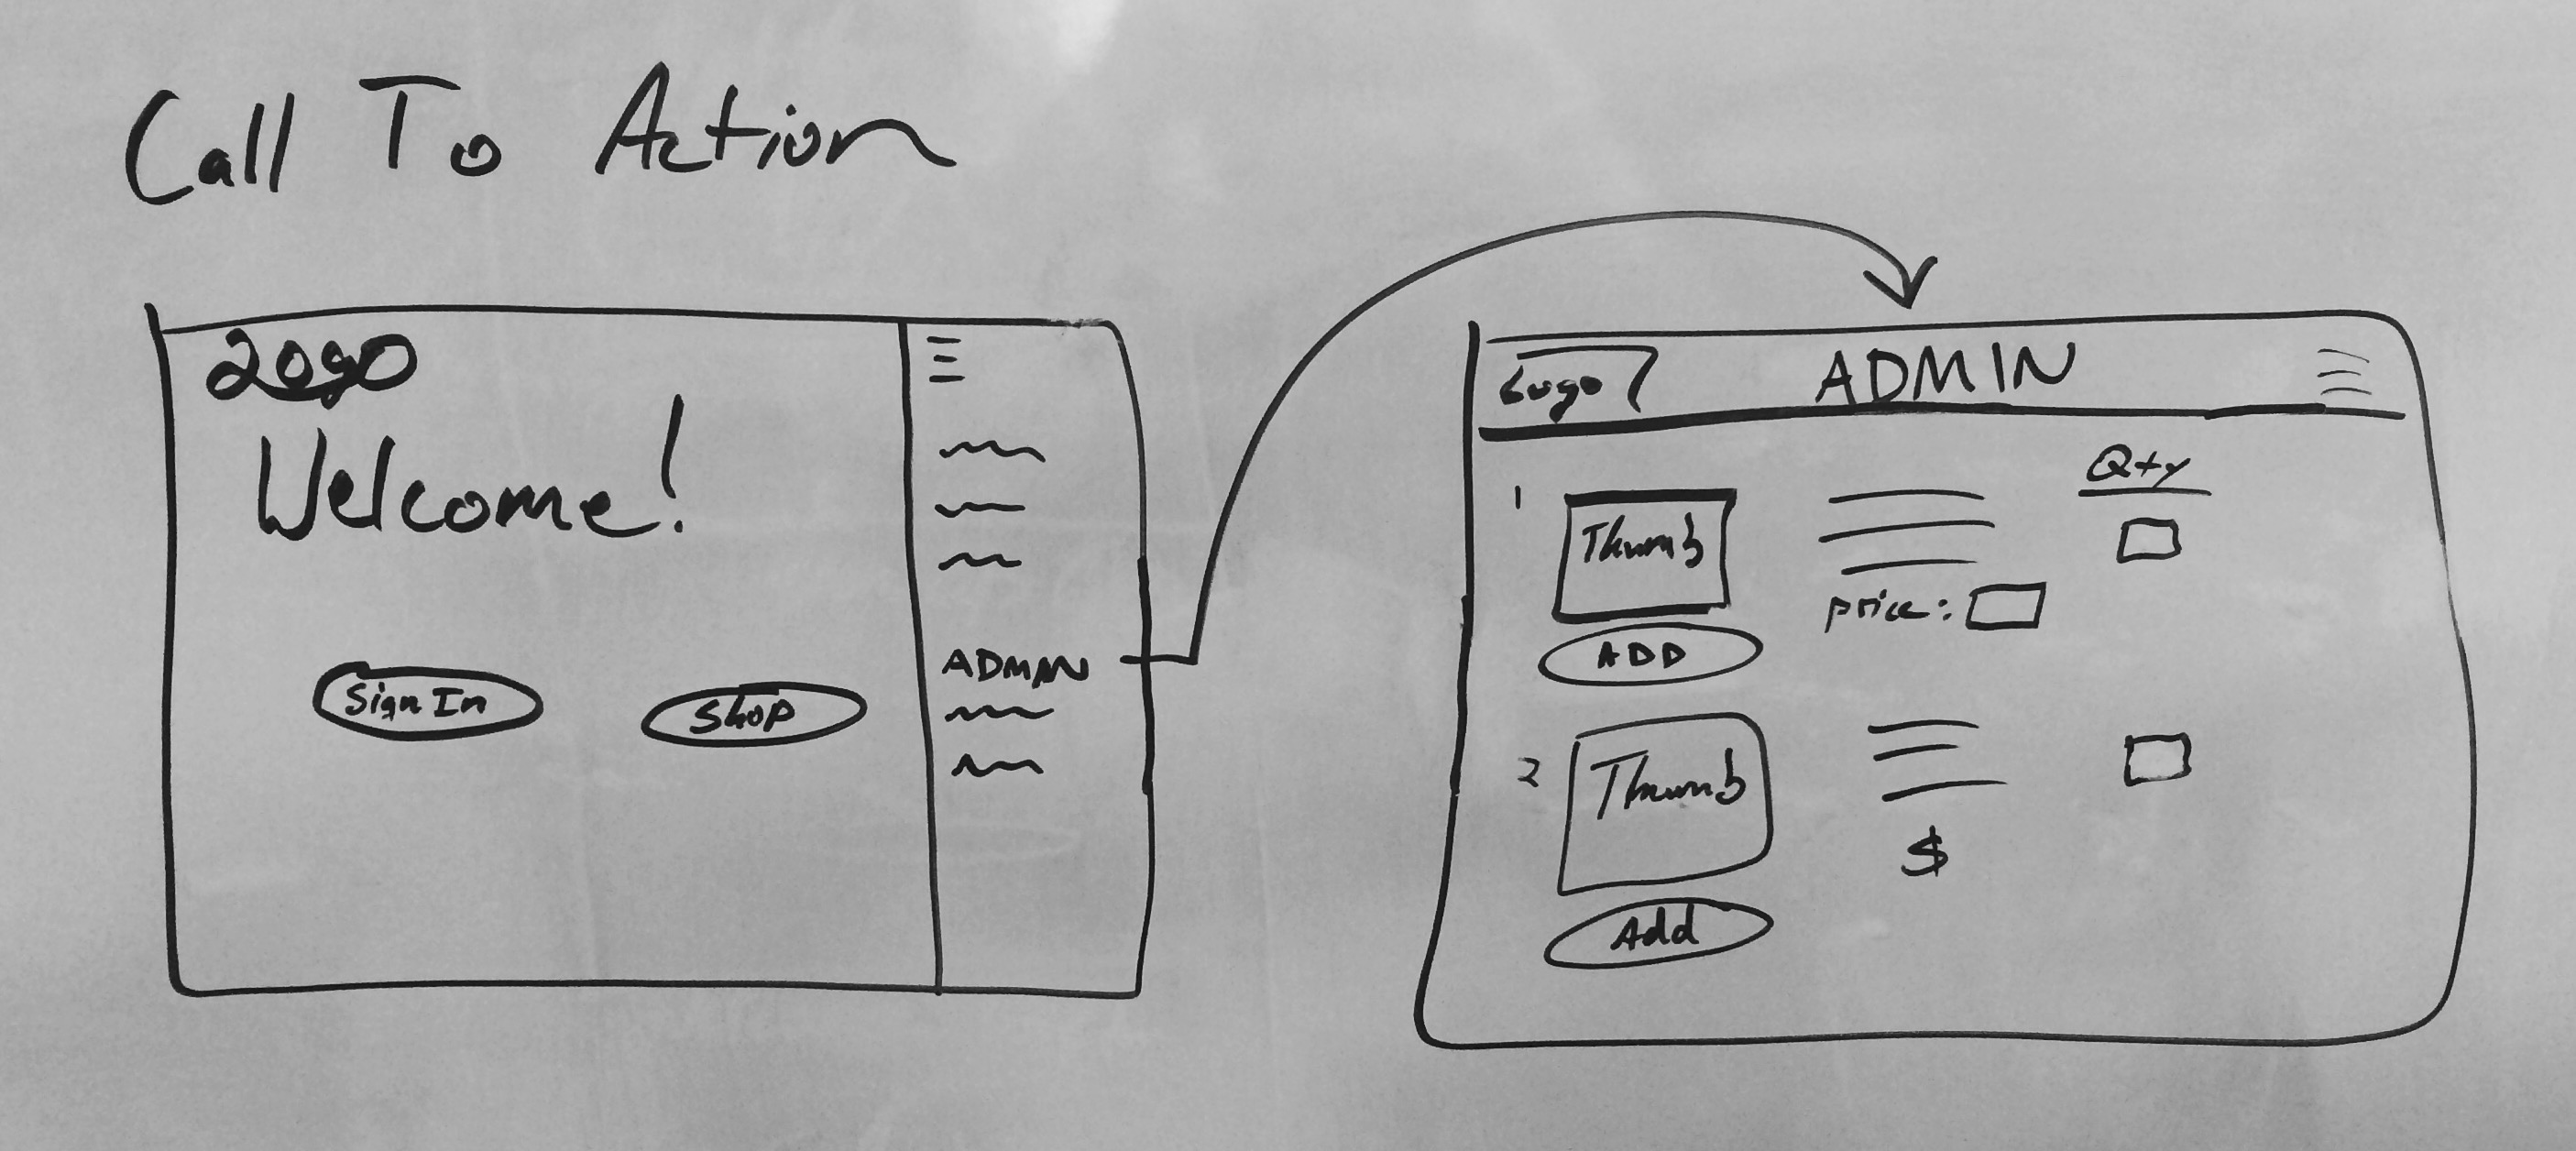 Call To Action
Logo
Welcome!
Sign In
Shop
ADMIN
Logo
ADMIN
Qty
1
Thumb
price:
ADD
2
Thumb
$
Add